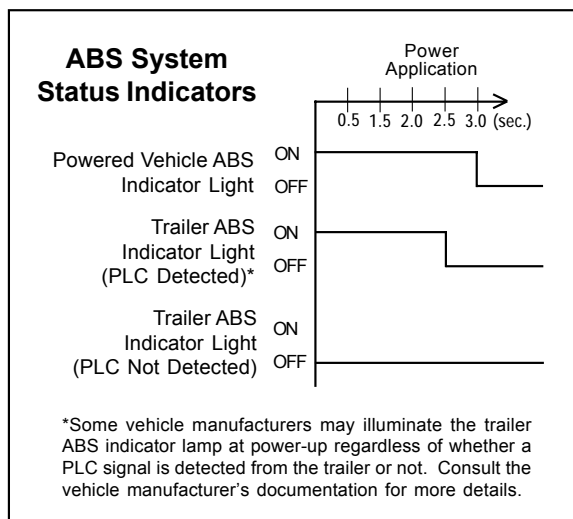 ABS System
Status Indicators
Power
Application
0.5 1.5 2.0 2.5 3.0 (sec.)
Powered Vehicle ABS
Indicator Light
ON
OFF
Trailer ABS
Indicator Light
(PLC Detected)*
ON
OFF
Trailer ABS
Indicator Light
(PLC Not Detected)
ON
OFF
*Some vehicle manufacturers may illuminate the trailer
ABS indicator lamp at power-up regardless of whether a
PLC signal is detected from the trailer or not. Consult the
vehicle manufacturer's documentation for more details.